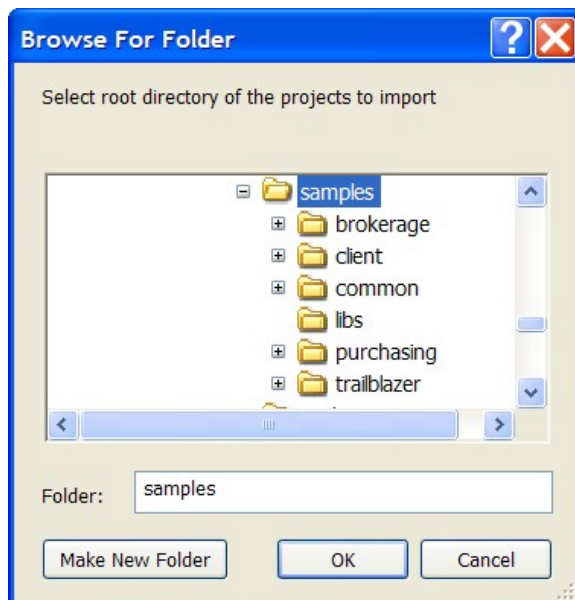 Browse For Folder
Select root directory of the projects to import
samples
brokerage
client
common
libs
purchasing
trailblazer
Folder: samples
Make New Folder OK Cancel